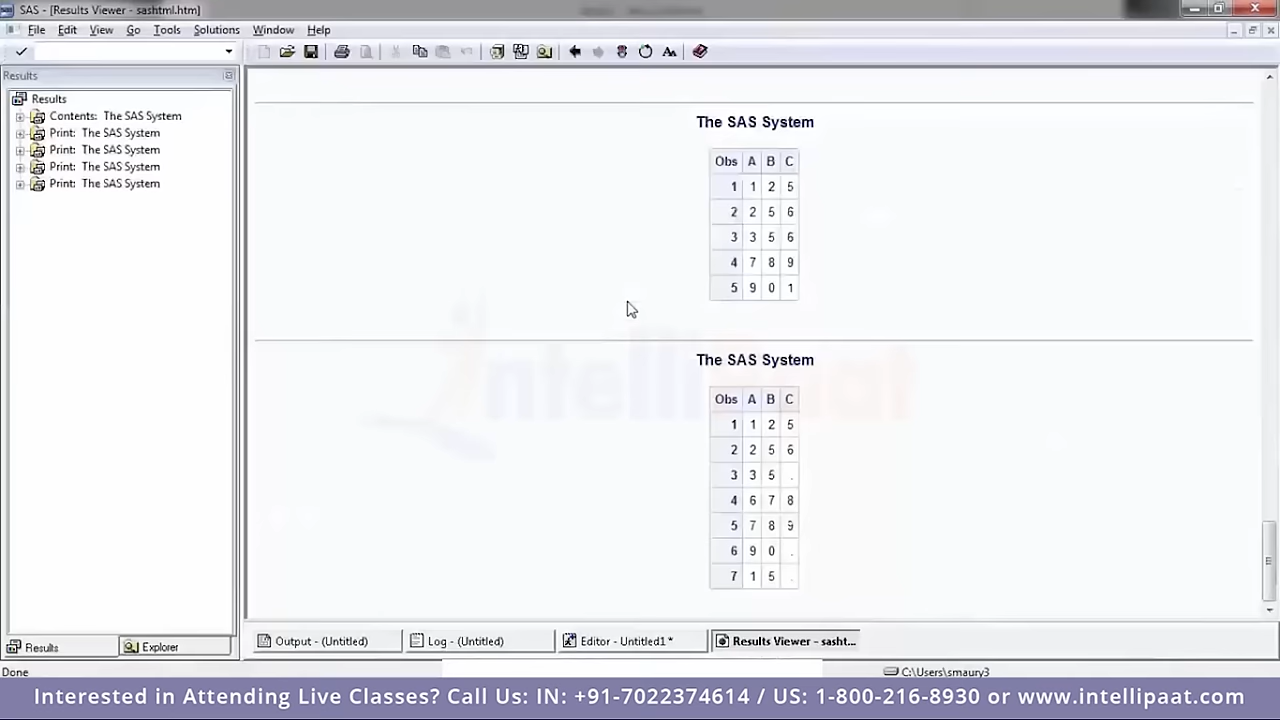 SAS - [Results Viewer - sashtml.htm]
File Edit View Go Tools Solutions Window Help
Results
Results
Contents: The SAS System
Print: The SAS System
Print: The SAS System
Print: The SAS System
Print: The SAS System
The SAS System
Obs A B C
1 1 2 5
2 2 5 6
3 3 5 6
4 7 8 9
5 9 0 1
The SAS System
Obs A B C
1 1 2 5
2 2 5 6
3 3 5 .
4 6 7 8
5 7 8 9
6 9 0 .
7 1 5 .
intellipaat
Results Explorer
Output - (Untitled) Log - (Untitled) Editor - Untitled1 * Results Viewer - sasht...
Done C:\Users\smaury3
Interested in Attending Live Classes? Call Us: IN: +91-7022374614 / US: 1-800-216-8930 or www.intellipaat.com